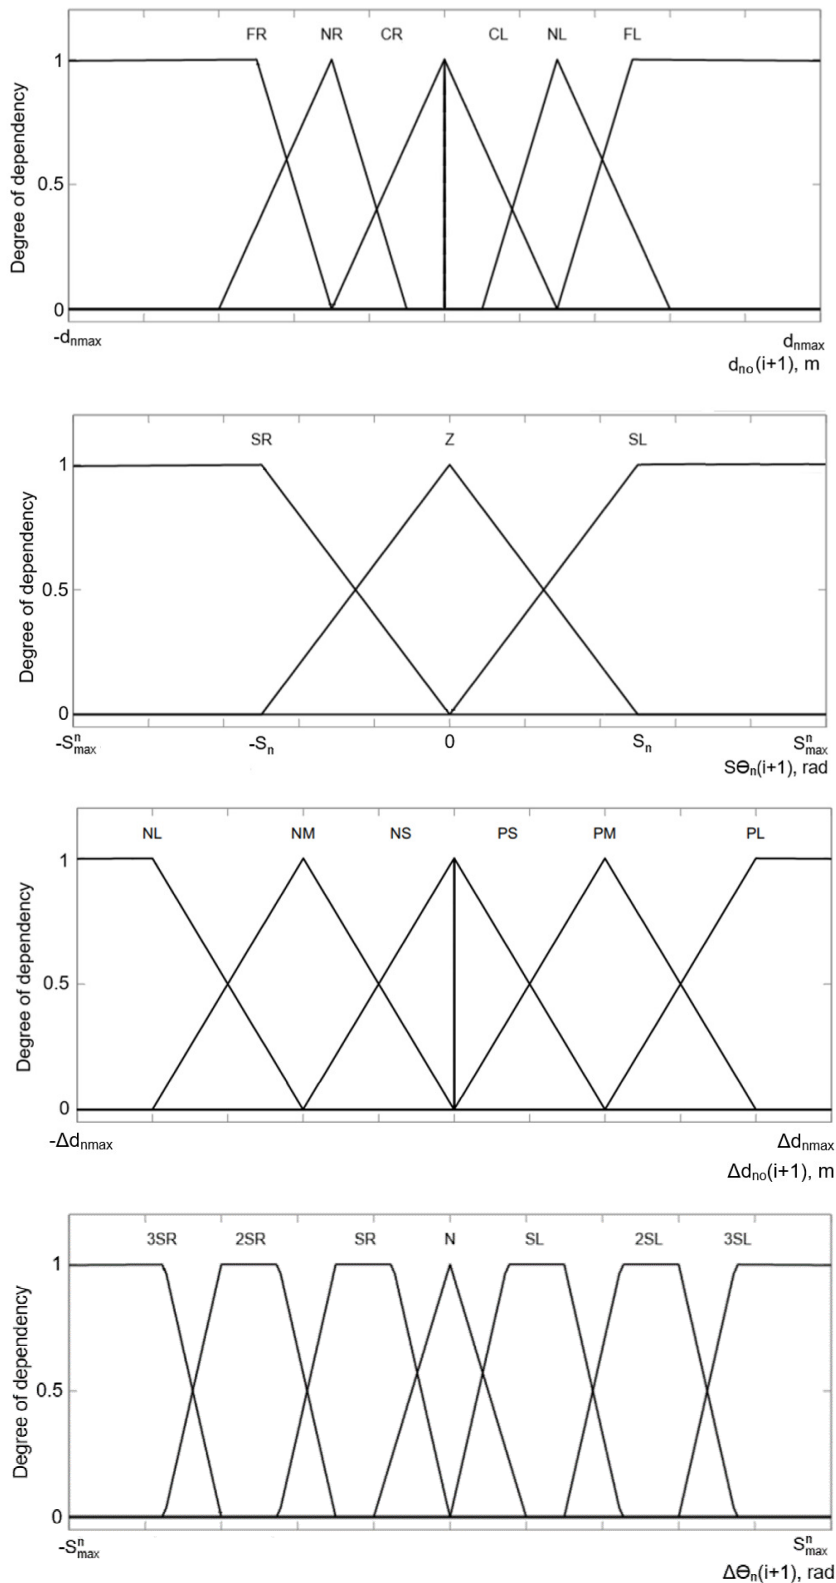 FR NR CR CL NL FL
1
0.5
0
Degree of dependency
-dnmax dnmax
dno(i+1), m
SR Z SL
1
0.5
0
Degree of dependency
-Sⁿmax -Sn 0 Sn Sⁿmax
SΘn(i+1), rad
NL NM NS PS PM PL
1
0.5
0
Degree of dependency
-Δdnmax Δdnmax
Δdno(i+1), m
3SR 2SR SR N SL 2SL 3SL
1
0.5
0
Degree of dependency
-Sⁿmax Sⁿmax
ΔΘn(i+1), rad